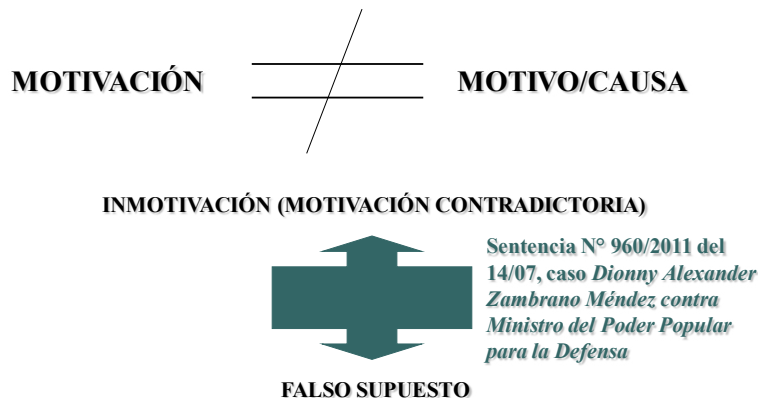 MOTIVACIÓN MOTIVO/CAUSA
INMOTIVACIÓN (MOTIVACIÓN CONTRADICTORIA)
Sentencia N° 960/2011 del
14/07, caso Dionny Alexander
Zambrano Méndez contra
Ministro del Poder Popular
para la Defensa
FALSO SUPUESTO